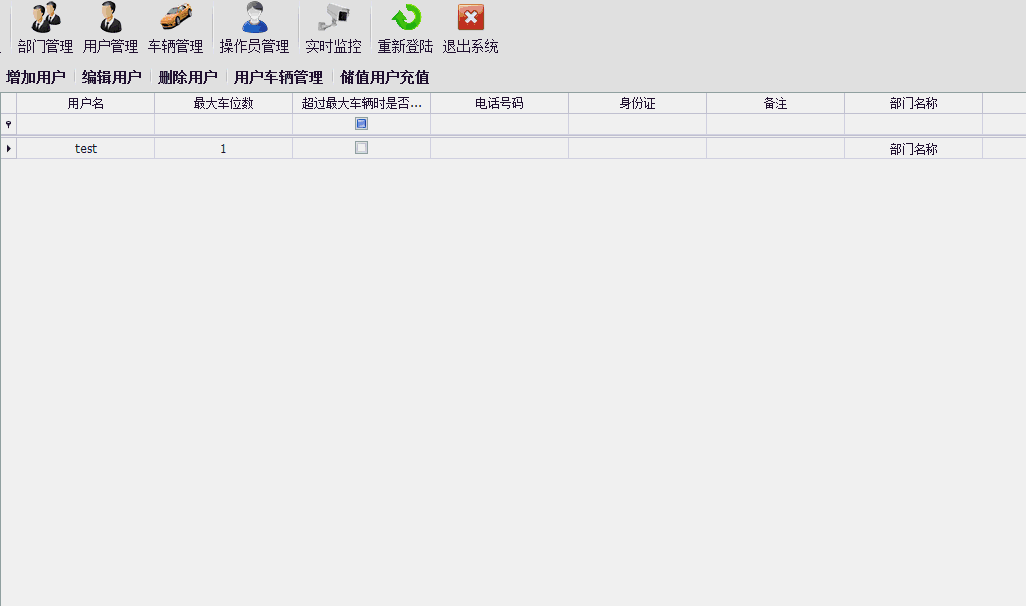 部门管理 用户管理 车辆管理 操作员管理 实时监控 重新登陆 退出系统
增加用户 编辑用户 删除用户 用户车辆管理 储值用户充值
用户名 最大车位数 超过最大车辆时是否... 电话号码 身份证 备注 部门名称
test 1 部门名称